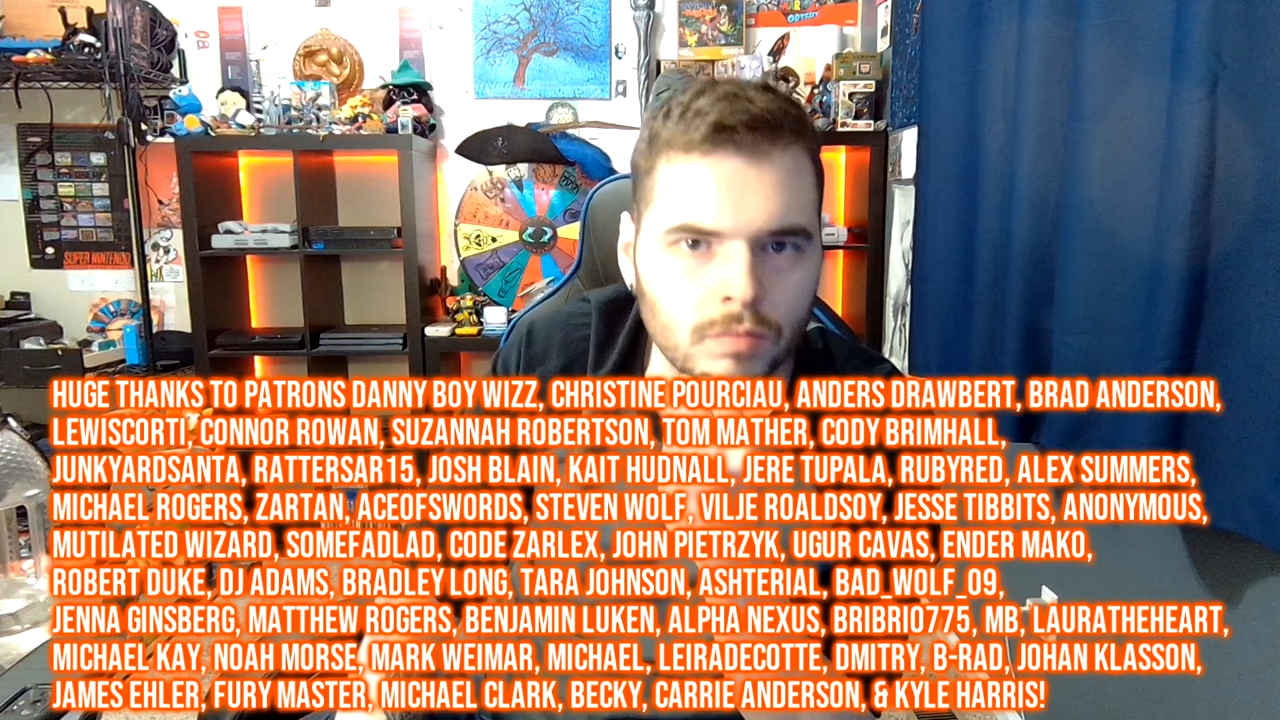 ORTIZ
SUPER NINTENDO
HUGE THANKS TO PATRONS DANNY BOY WIZZ, CHRISTINE POURCIAU, ANDERS DRAWBERT, BRAD ANDERSON,
LEWISCORTI, CONNOR ROWAN, SUZANNAH ROBERTSON, TOM MATHER, CODY BRIMHALL,
JUNKYARDSANTA, RATTERSAR15, JOSH BLAIN, KAIT HUDNALL, JERE TUPALA, RUBYRED, ALEX SUMMERS,
MICHAEL ROGERS, ZARTAN, ACEOFSWORDS, STEVEN WOLF, VILJE ROALDSOY, JESSE TIBBITS, ANONYMOUS,
MUTILATED WIZARD, SOMEFADLAD, CODE ZARLEX, JOHN PIETRZYK, UGUR CAVAS, ENDER MAKO,
ROBERT DUKE, DJ ADAMS, BRADLEY LONG, TARA JOHNSON, ASHTERIAL, BAD_WOLF_09,
JENNA GINSBERG, MATTHEW ROGERS, BENJAMIN LUKEN, ALPHA NEXUS, BRIBRI0775, MB, LAURATHEHEART,
MICHAEL KAY, NOAH MORSE, MARK WEIMAR, MICHAEL, LEIRADECOTTE, DMITRY, B-RAD, JOHAN KLASSON,
JAMES EHLER, FURY MASTER, MICHAEL CLARK, BECKY, CARRIE ANDERSON, & KYLE HARRIS!